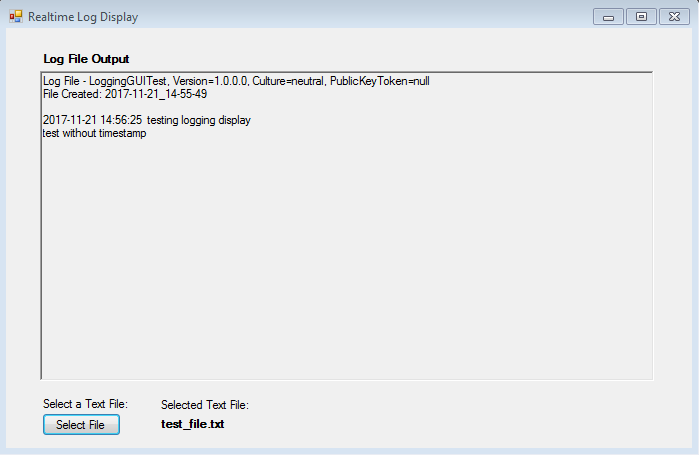 Realtime Log Display
Log File Output
Log File - LoggingGUITest, Version=1.0.0.0, Culture=neutral, PublicKeyToken=null
File Created: 2017-11-21_14-55-49
2017-11-21 14:56:25 testing logging display
test without timestamp
Select a Text File:
Selected Text File:
Select File
test_file.txt